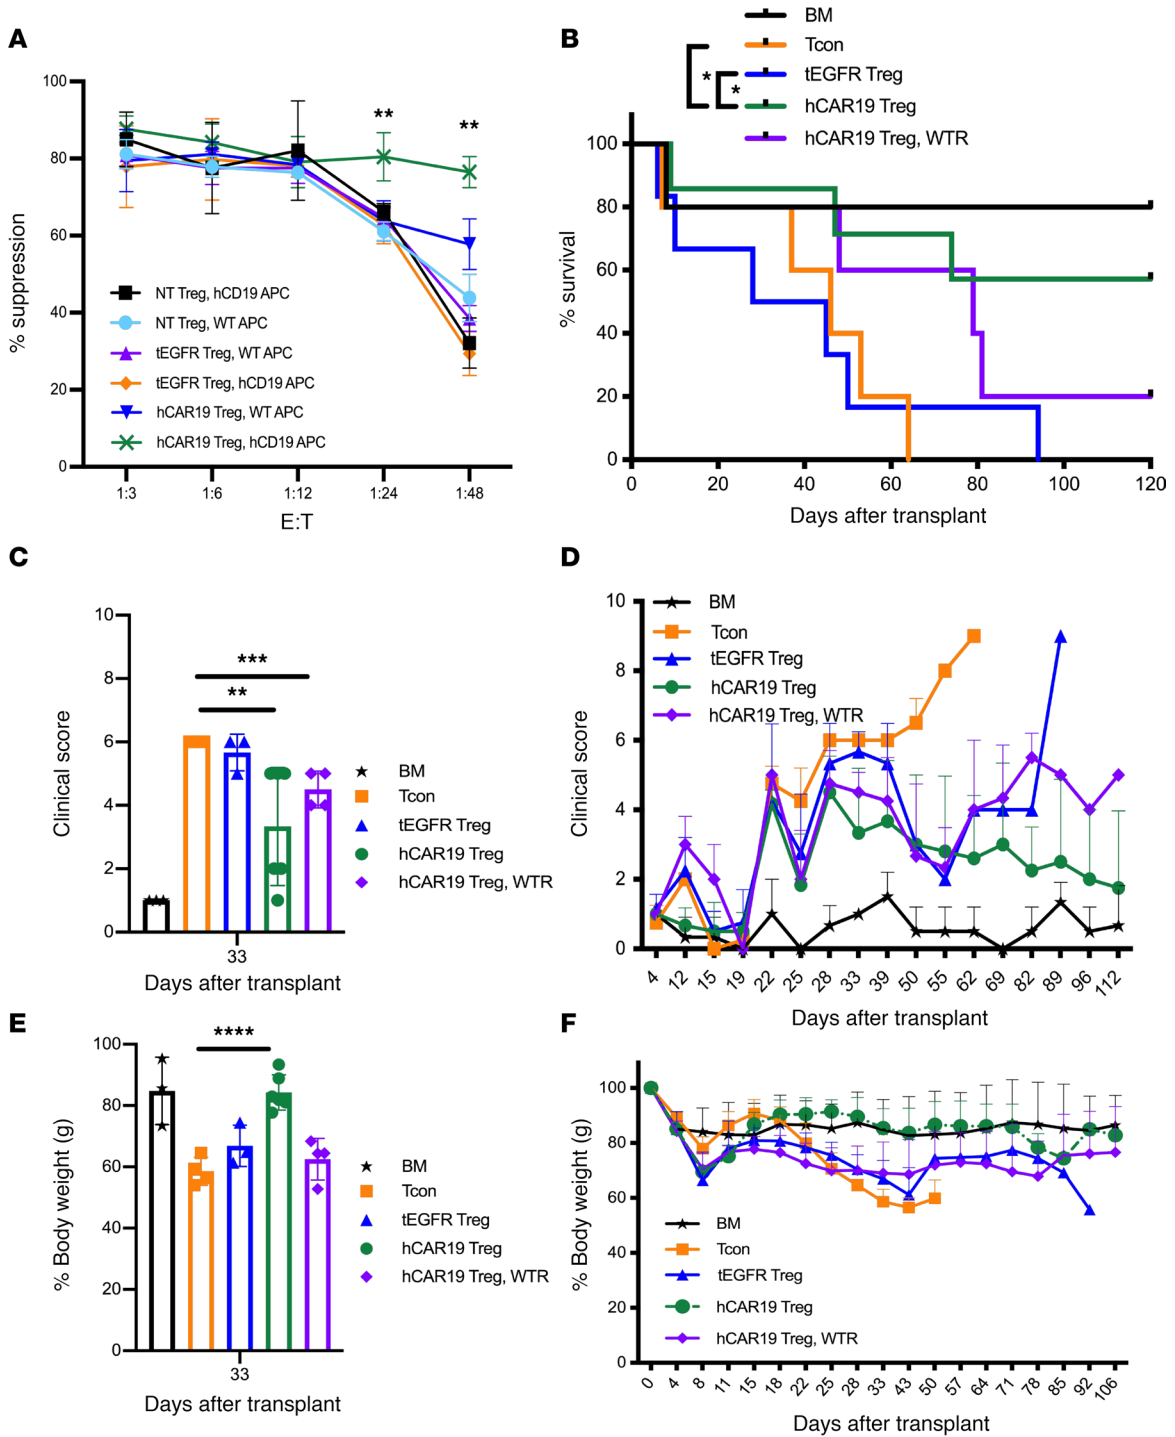 A
100
80
60
40
20
0
% suppression
** **
NT Treg, hCD19 APC
NT Treg, WT APC
tEGFR Treg, WT APC
tEGFR Treg, hCD19 APC
hCAR19 Treg, WT APC
hCAR19 Treg, hCD19 APC
1:3 1:6 1:12 1:24 1:48
E:T
B
BM
Tcon
tEGFR Treg
hCAR19 Treg
hCAR19 Treg, WTR
* *
100
80
60
40
20
0
% survival
0 20 40 60 80 100 120
Days after transplant
C
10
8
6
4
2
0
Clinical score
***
**
BM
Tcon
tEGFR Treg
hCAR19 Treg
hCAR19 Treg, WTR
33
Days after transplant
D
10
8
6
4
2
0
Clinical score
BM
Tcon
tEGFR Treg
hCAR19 Treg
hCAR19 Treg, WTR
4 12 15 19 22 25 28 33 39 50 55 62 69 82 89 96 112
Days after transplant
E
100
80
60
40
20
0
% Body weight (g)
****
BM
Tcon
tEGFR Treg
hCAR19 Treg
hCAR19 Treg, WTR
33
Days after transplant
F
100
80
60
40
20
0
% Body weight (g)
BM
Tcon
tEGFR Treg
hCAR19 Treg
hCAR19 Treg, WTR
0 4 8 11 15 18 22 25 28 33 43 50 57 64 71 78 85 92 106
Days after transplant